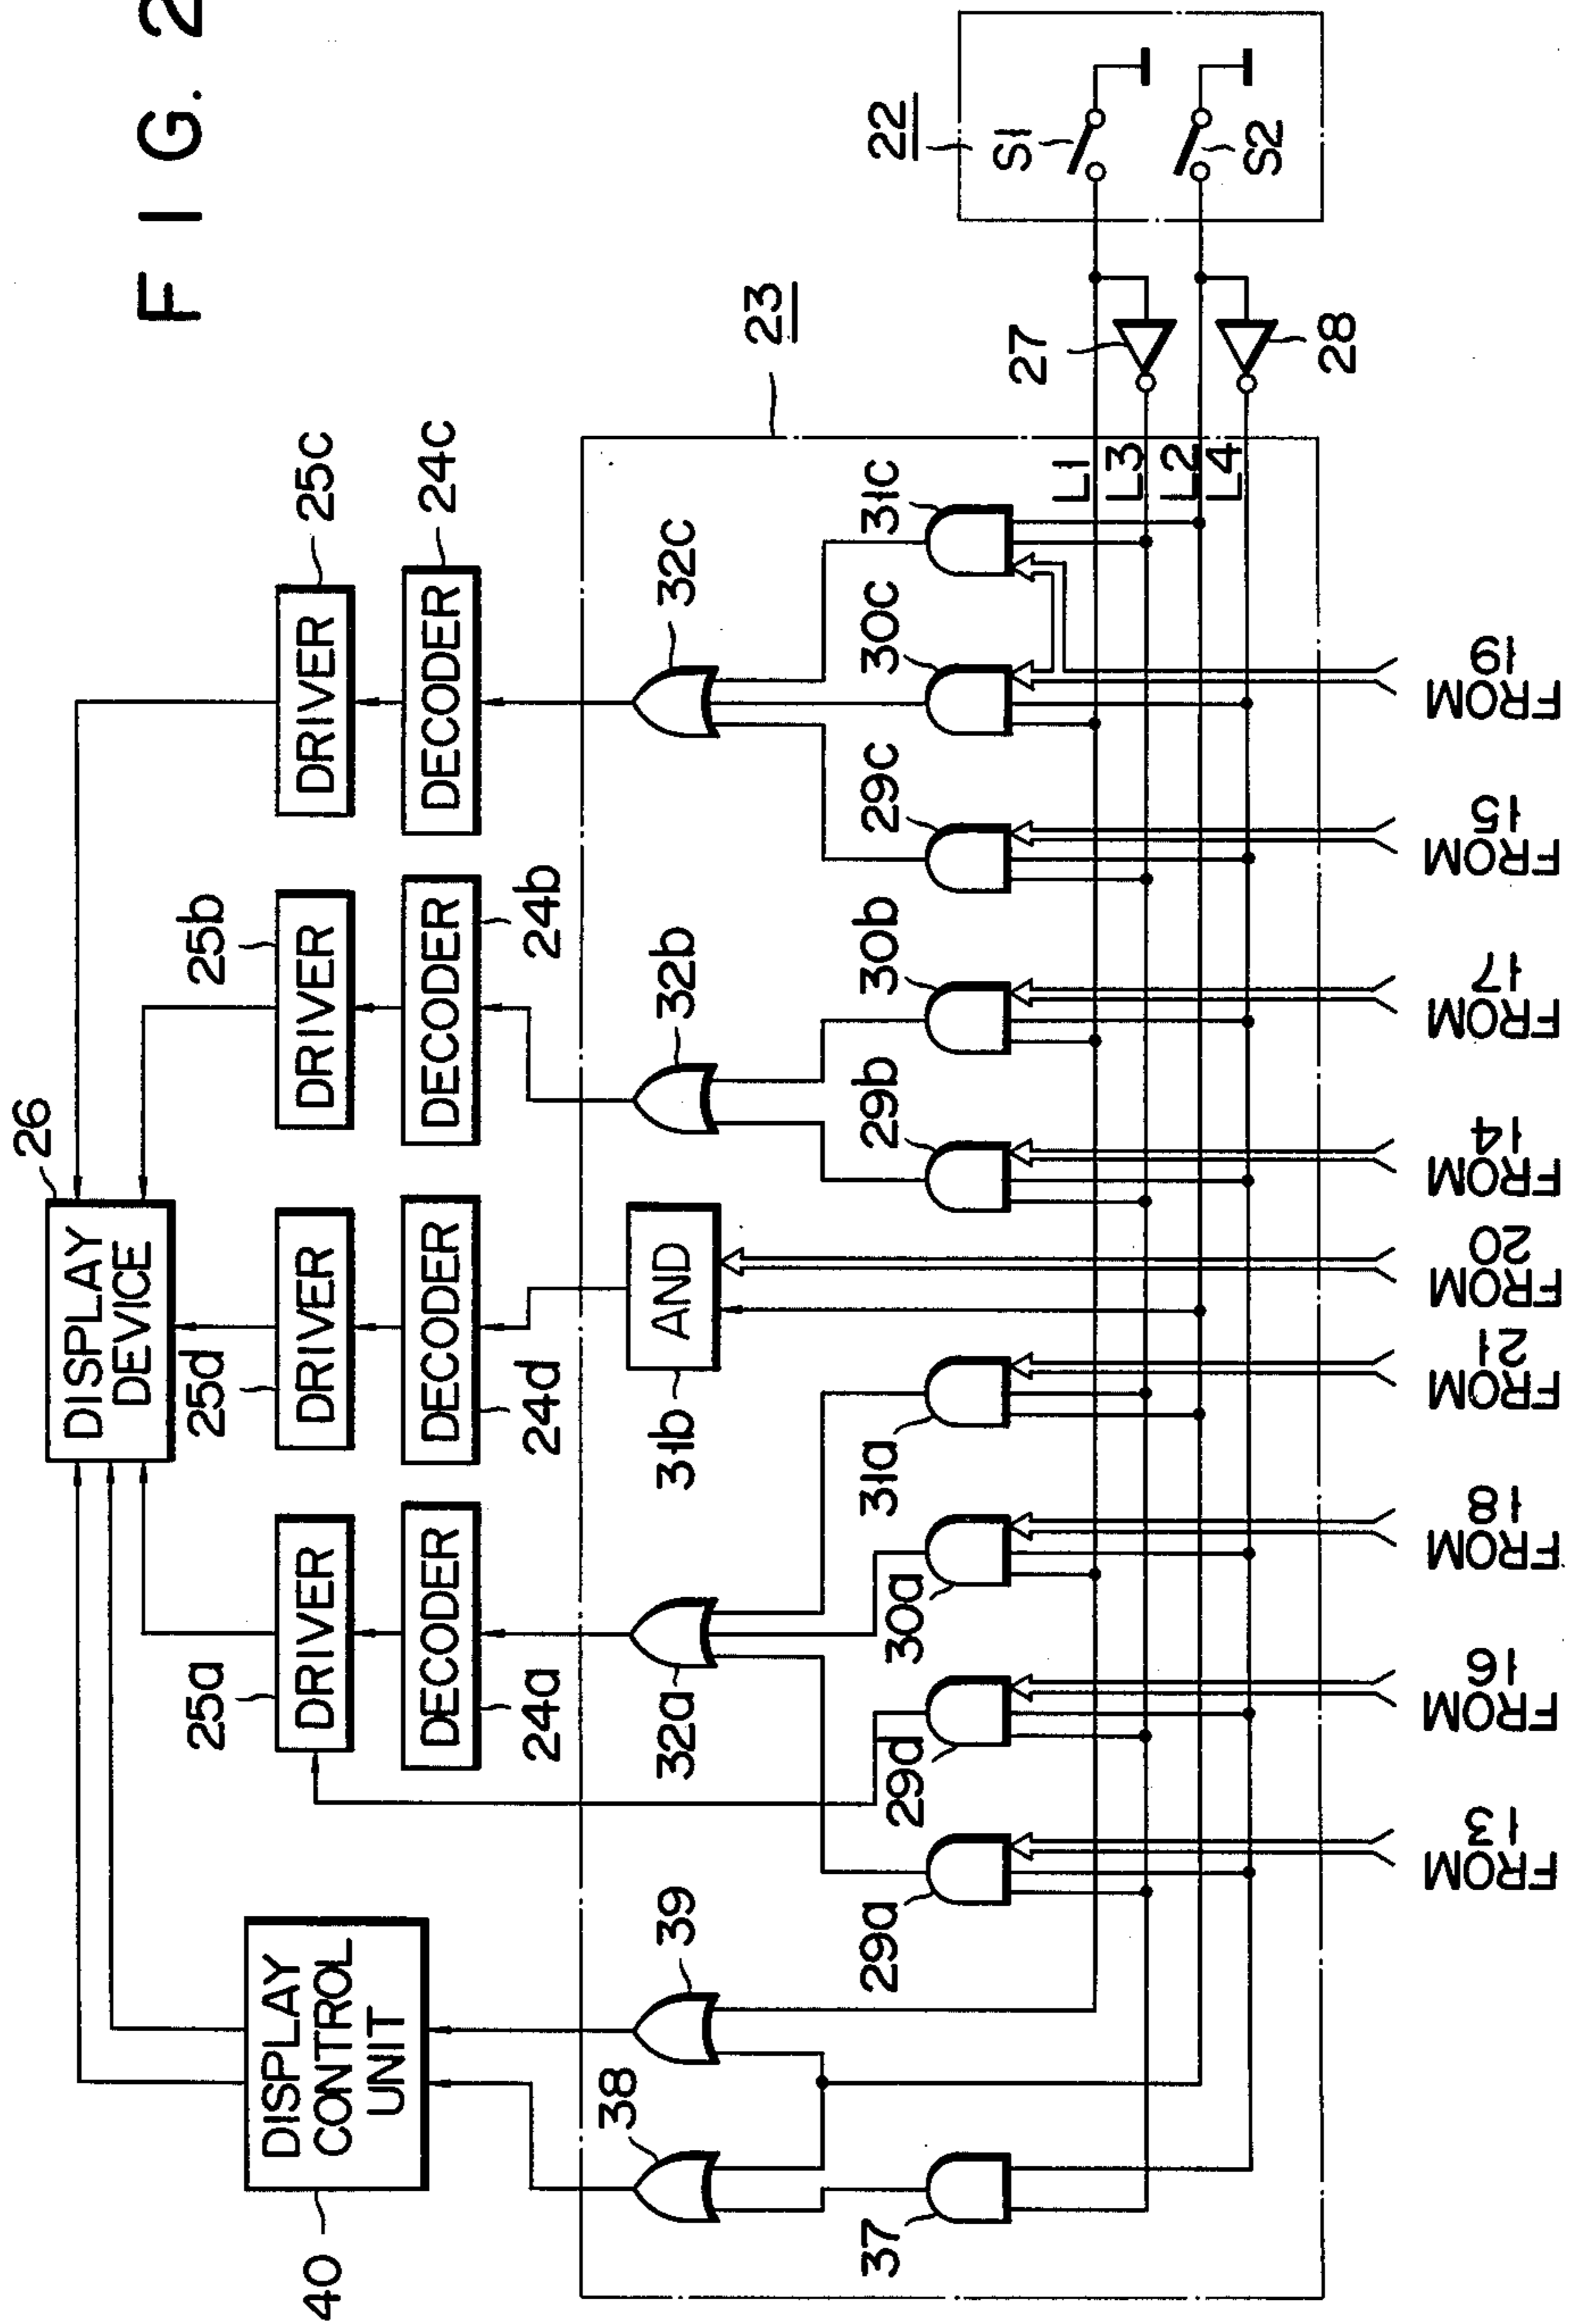 FIG. 2
26
DISPLAY
DEVICE
25a
DRIVER
25d
DRIVER
25b
DRIVER
DRIVER
25c
40
DISPLAY
CONTROL
UNIT
DECODER
24a
DECODER
24d
DECODER
24b
DECODER
24c
23
38
39
32a
31b
AND
32b
32c
37
29a
29d
30a
31a
29b
30b
29c
30c
31c
L1
L3
L2
L4
27
28
22
S1
S2
FROM
13
FROM
16
FROM
18
FROM
21
FROM
20
FROM
14
FROM
17
FROM
15
FROM
19